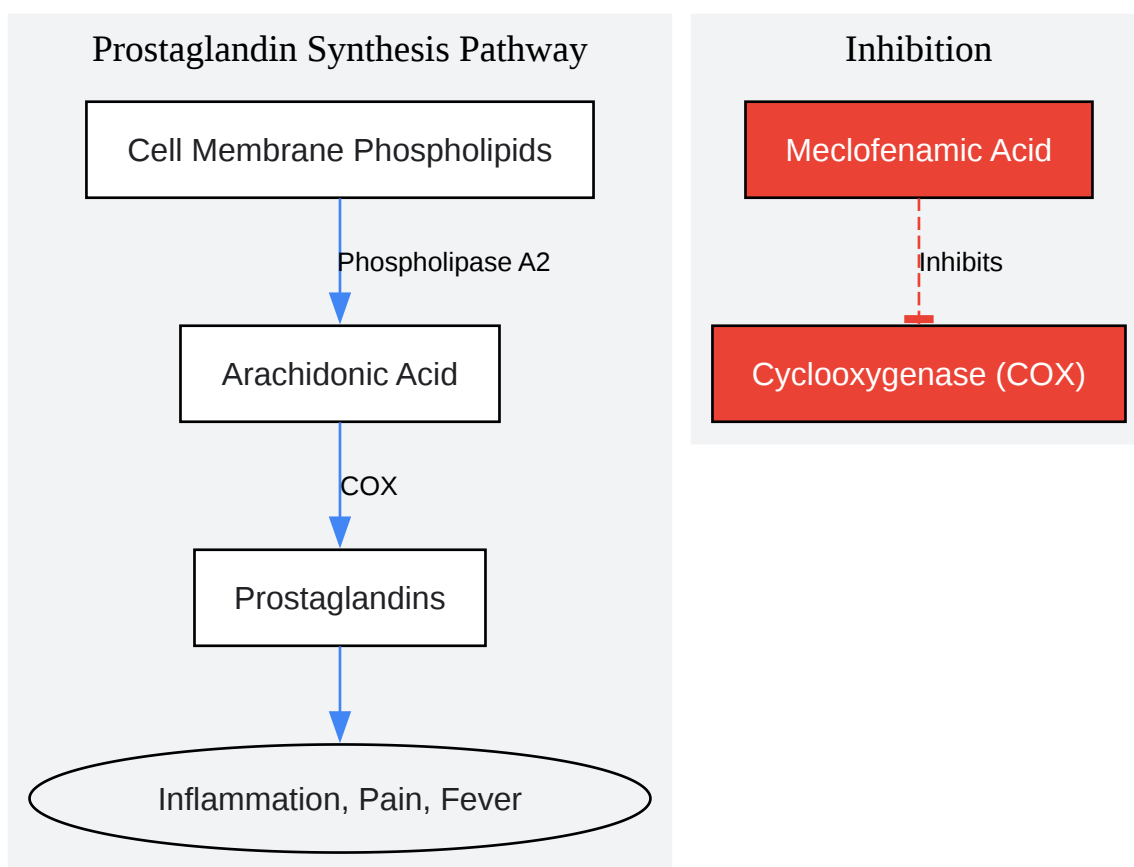 Prostaglandin Synthesis Pathway
Cell Membrane Phospholipids
Phospholipase A2
Arachidonic Acid
COX
Prostaglandins
Inflammation, Pain, Fever
Inhibition
Meclofenamic Acid
Inhibits
Cyclooxygenase (COX)